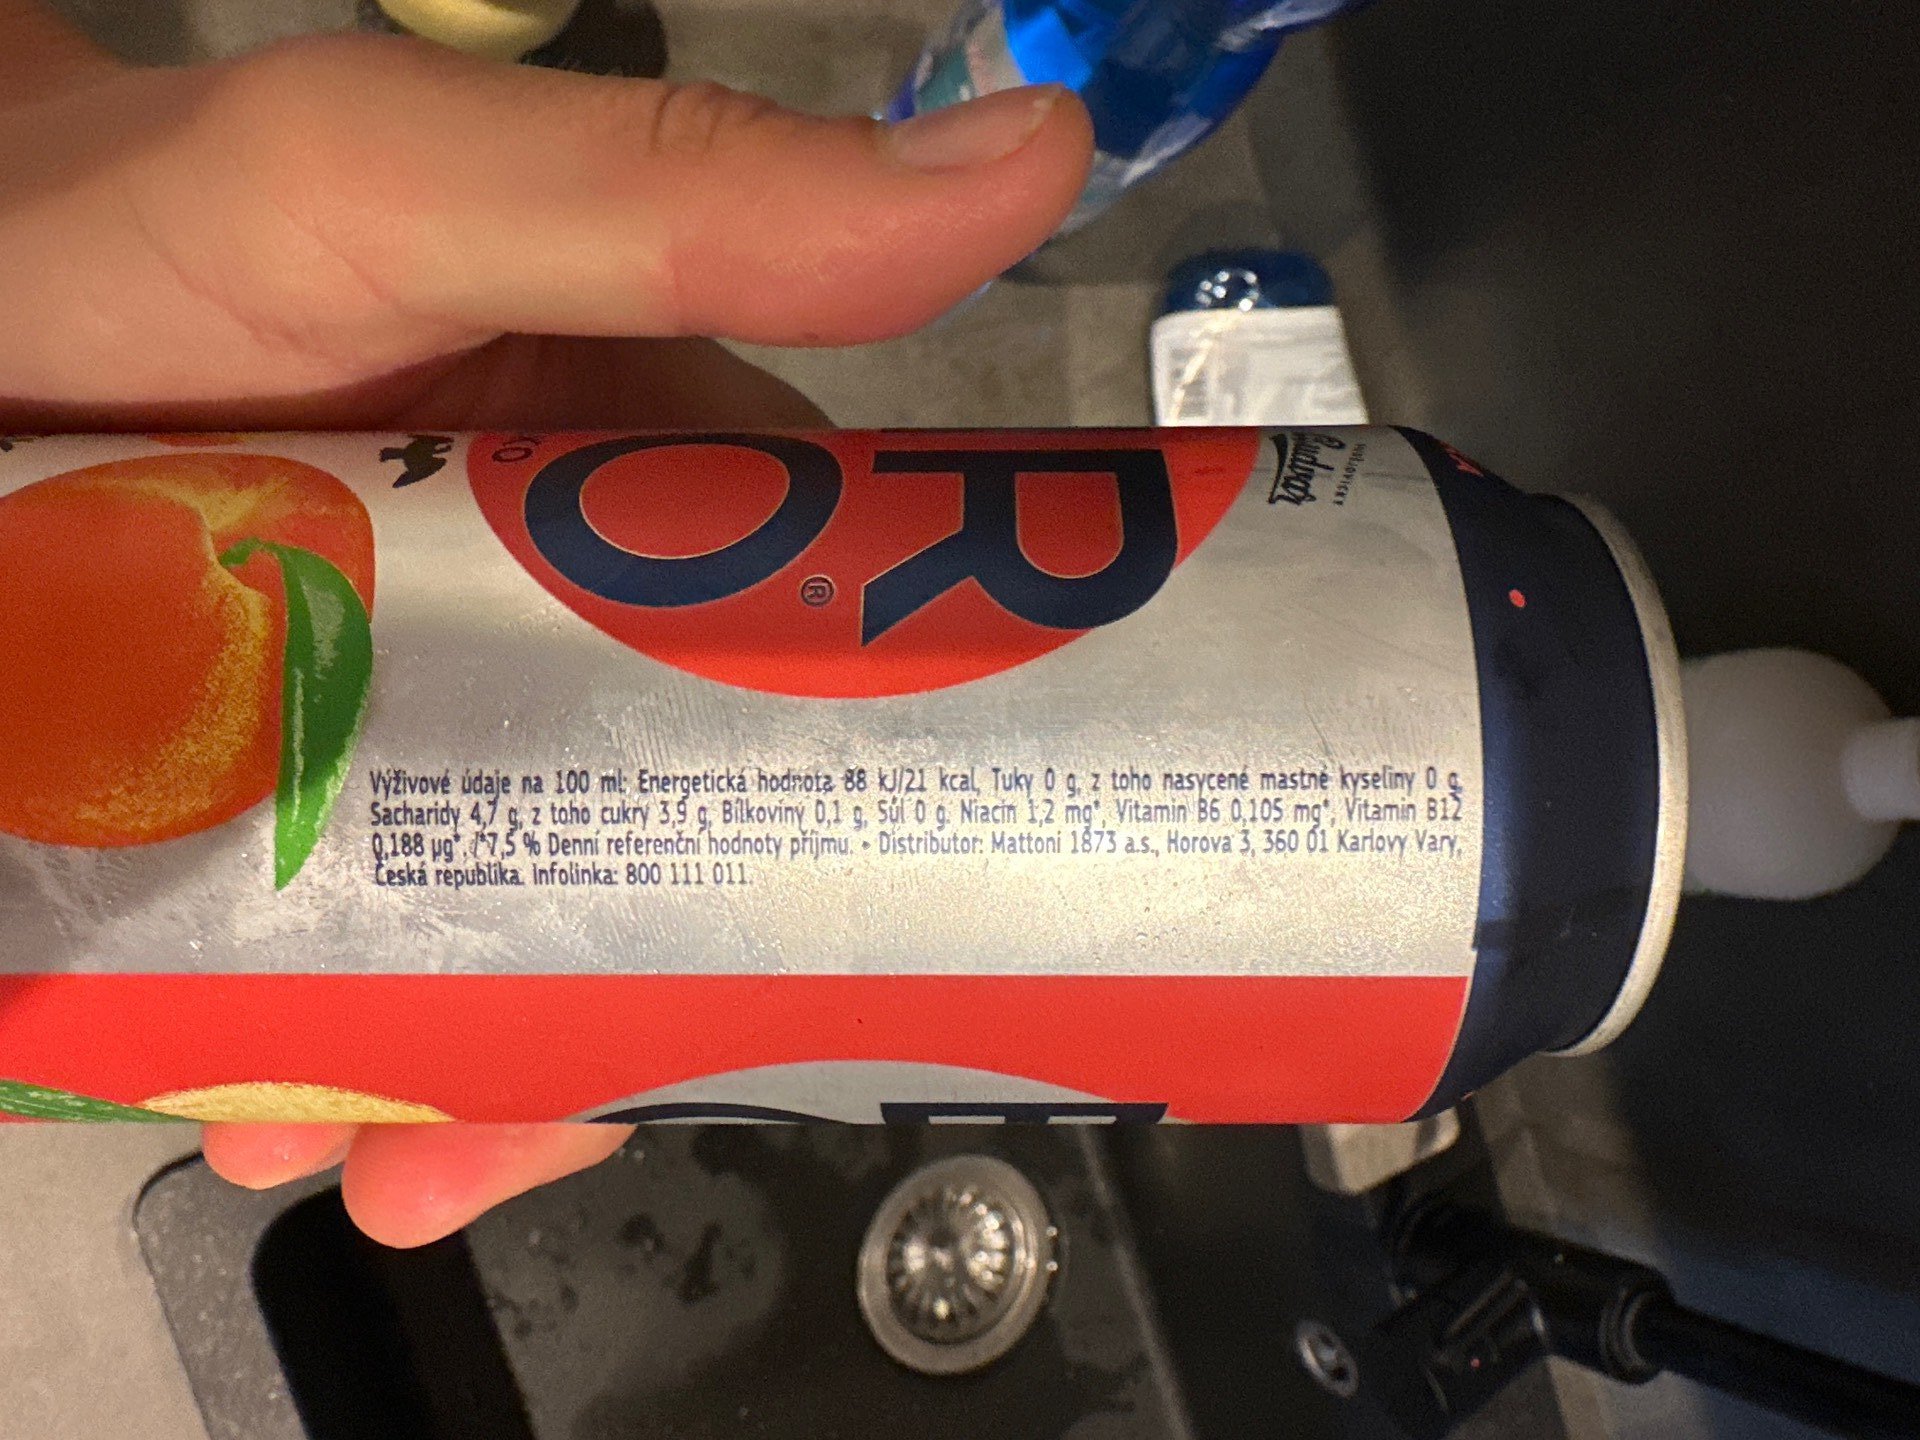 RO®
Budvar
Výživové údaje na 100 ml: Energetická hodnota 88 kJ/21 kcal, Tuky 0 g, z toho nasycené mastné kyseliny 0 g,
Sacharidy 4,7 g, z toho cukry 3,9 g, Bílkoviny 0,1 g, Sůl 0 g. Niacin 1,2 mg*, Vitamin B6 0,105 mg*, Vitamin B12
0,188 µg*. /*7,5 % Denní referenční hodnoty příjmu. • Distributor: Mattoni 1873 a.s., Horova 3, 360 01 Karlovy Vary,
Česká republika. Infolinka: 800 111 011.